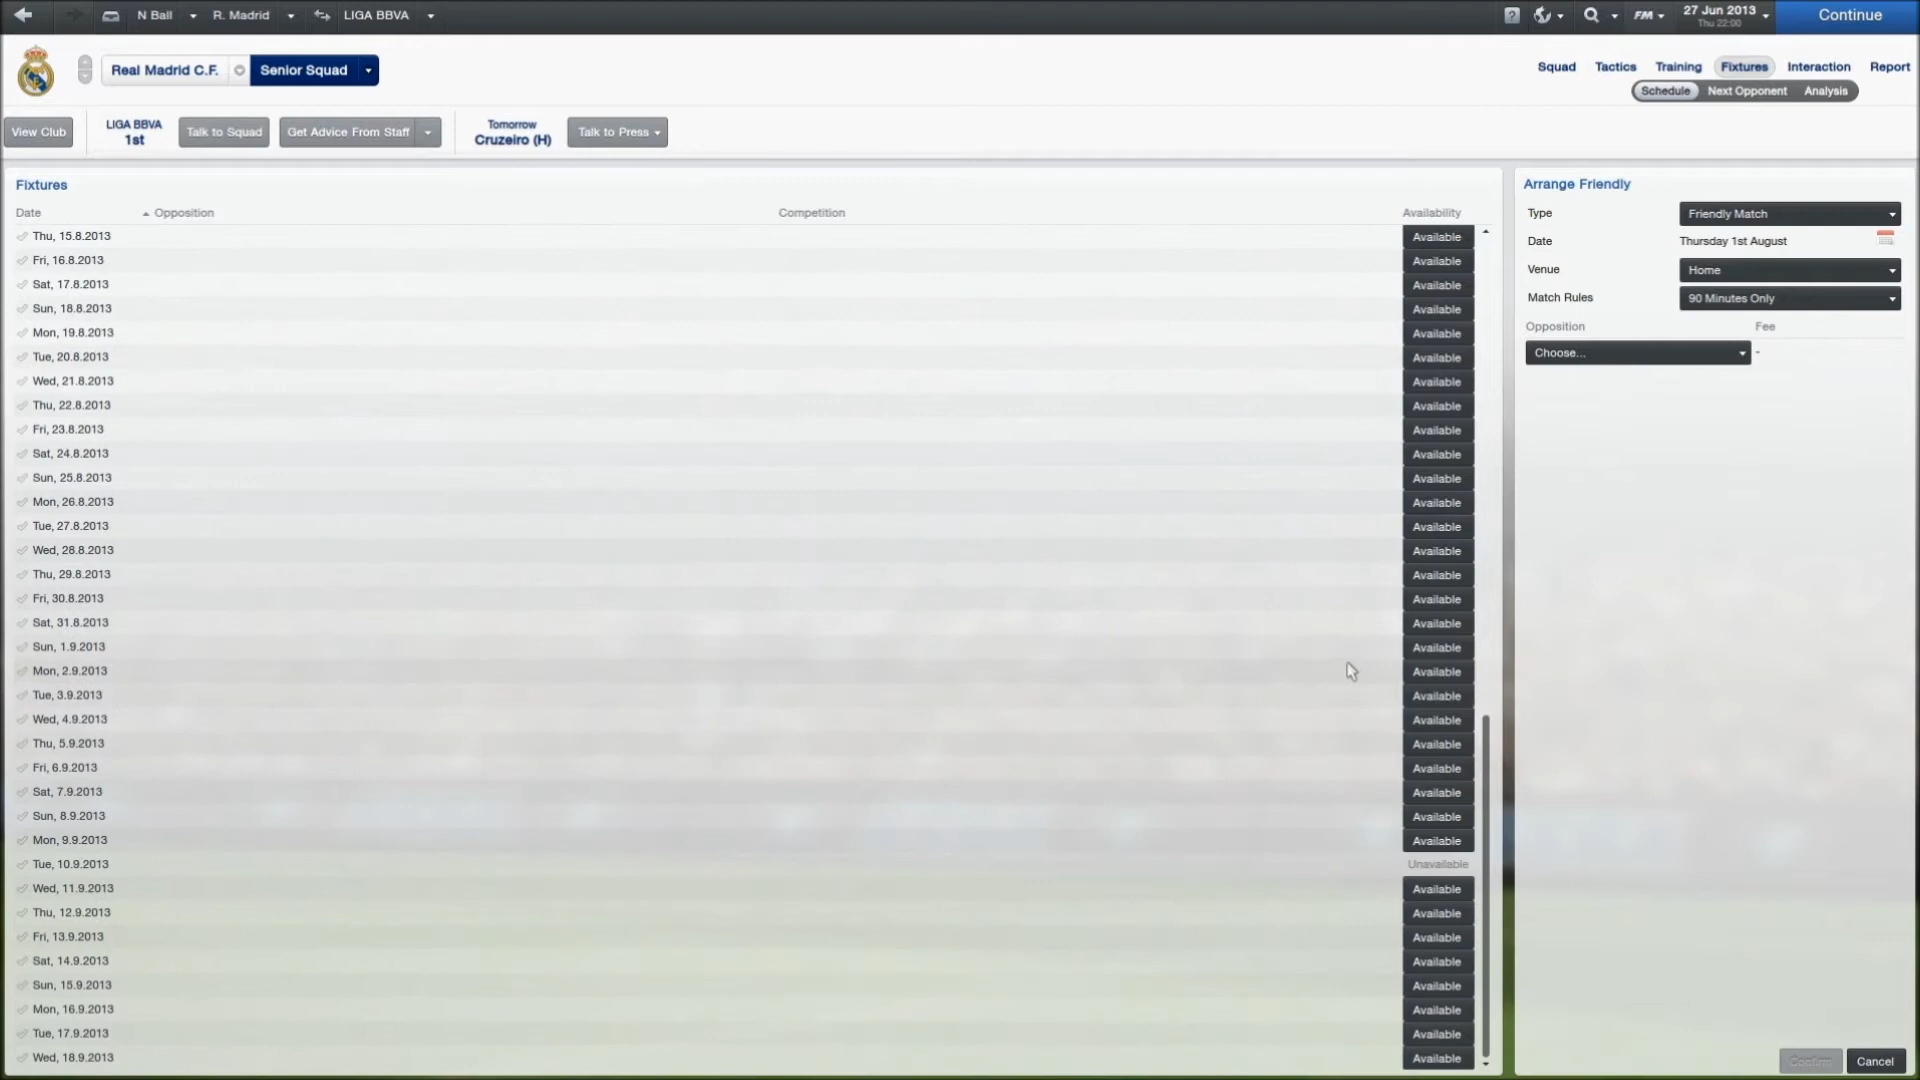 N Ball R. Madrid LIGA BBVA ? FM 27 Jun 2013 Continue
Thu 22:00
Real Madrid C.F. Senior Squad Squad Tactics Training Fixtures Interaction Report
Schedule Next Opponent Analysis
View Club LIGA BBVA 1st Talk to Squad Get Advice From Staff Tomorrow Cruzeiro (H) Talk to Press
Fixtures
Date Opposition Competition Availability
Thu, 15.8.2013 Available
Fri, 16.8.2013 Available
Sat, 17.8.2013 Available
Sun, 18.8.2013 Available
Mon, 19.8.2013 Available
Tue, 20.8.2013 Available
Wed, 21.8.2013 Available
Thu, 22.8.2013 Available
Fri, 23.8.2013 Available
Sat, 24.8.2013 Available
Sun, 25.8.2013 Available
Mon, 26.8.2013 Available
Tue, 27.8.2013 Available
Wed, 28.8.2013 Available
Thu, 29.8.2013 Available
Fri, 30.8.2013 Available
Sat, 31.8.2013 Available
Sun, 1.9.2013 Available
Mon, 2.9.2013 Available
Tue, 3.9.2013 Available
Wed, 4.9.2013 Available
Thu, 5.9.2013 Available
Fri, 6.9.2013 Available
Sat, 7.9.2013 Available
Sun, 8.9.2013 Available
Mon, 9.9.2013 Available
Tue, 10.9.2013 Unavailable
Wed, 11.9.2013 Available
Thu, 12.9.2013 Available
Fri, 13.9.2013 Available
Sat, 14.9.2013 Available
Sun, 15.9.2013 Available
Mon, 16.9.2013 Available
Tue, 17.9.2013 Available
Wed, 18.9.2013 Available
Arrange Friendly
Type Friendly Match
Date Thursday 1st August
Venue Home
Match Rules 90 Minutes Only
Opposition Fee
Choose... -
Confirm Cancel